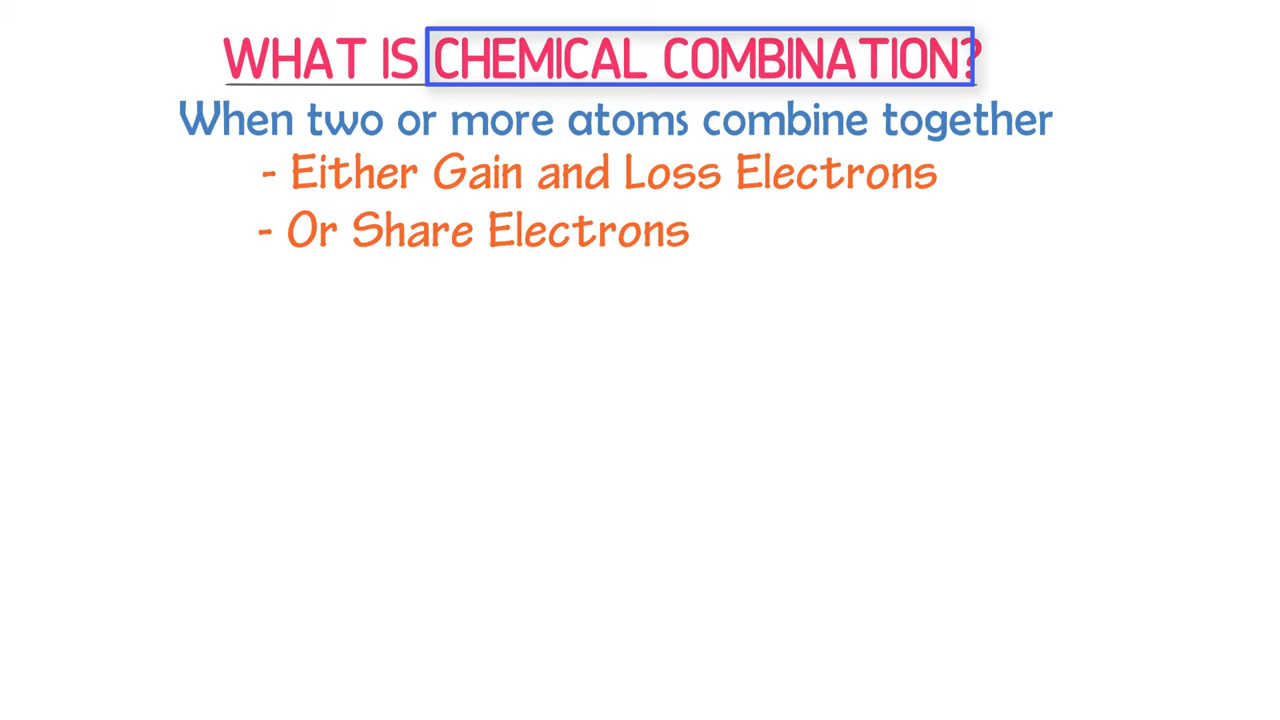 WHAT IS CHEMICAL COMBINATION?
When two or more atoms combine together
- Either Gain and Loss Electrons
- Or Share Electrons